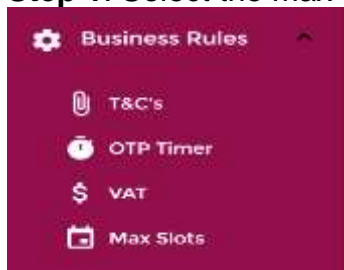 Business Rules
T&C's
OTP Timer
$ VAT
Max Slots